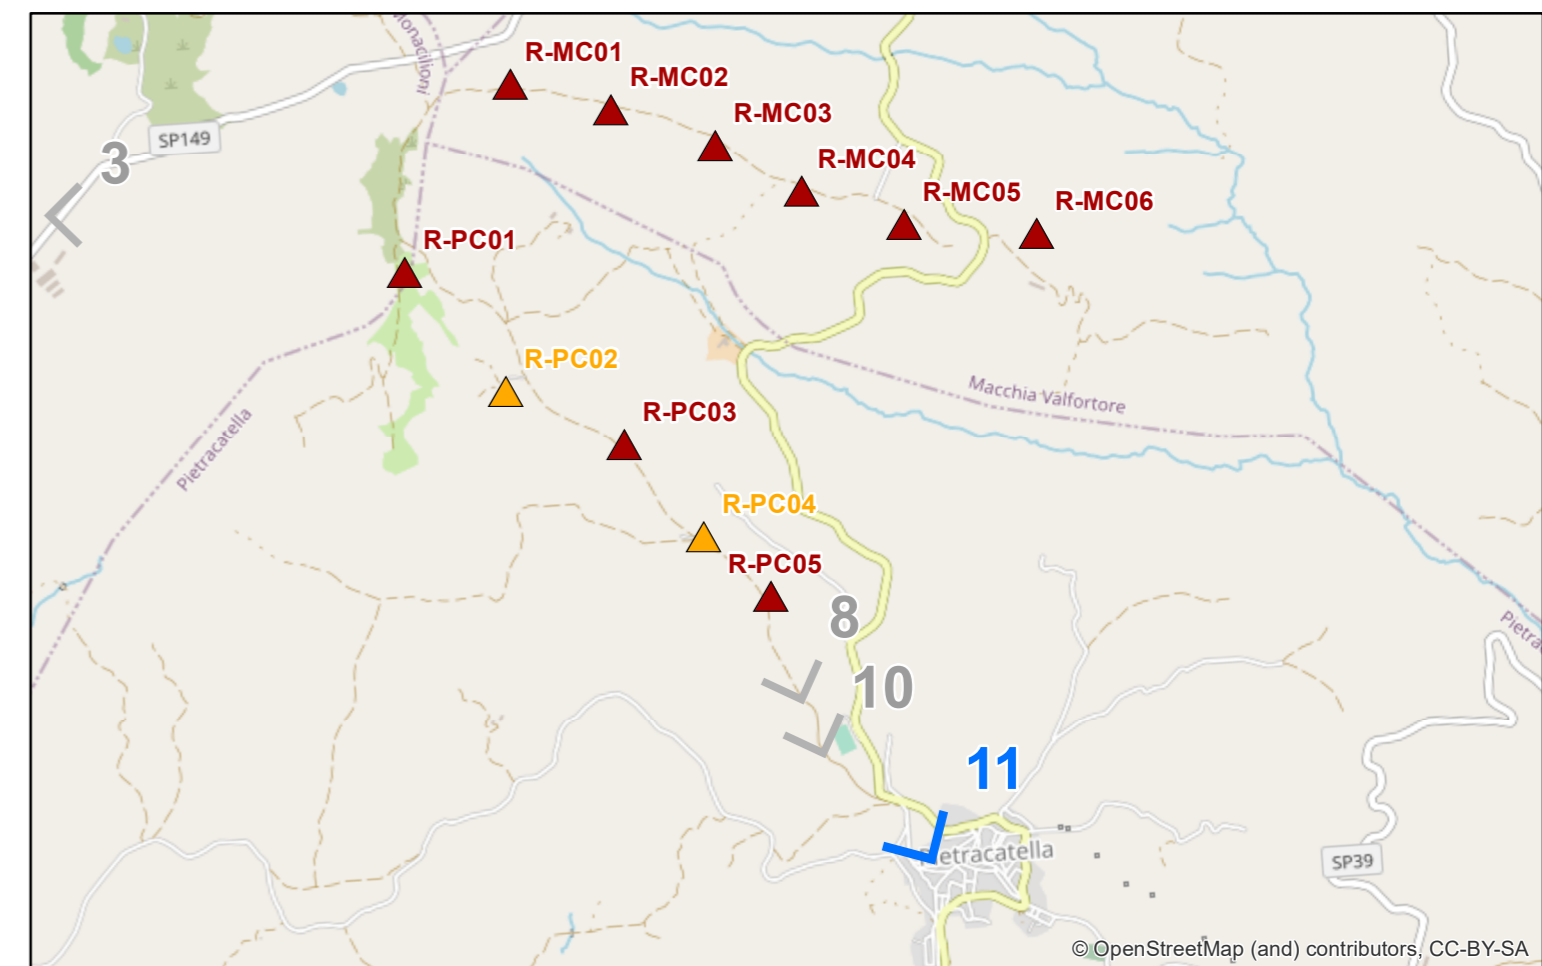 Monacilioni
R-MC01
R-MC02
R-MC03
SP149
3
R-MC04
R-MC05
R-MC06
R-PC01
R-PC02
Macchia Valfortore
R-PC03
Pietracatella
R-PC04
R-PC05
8
10
11
Pietracatella
SP39
© OpenStreetMap (and) contributors, CC-BY-SA